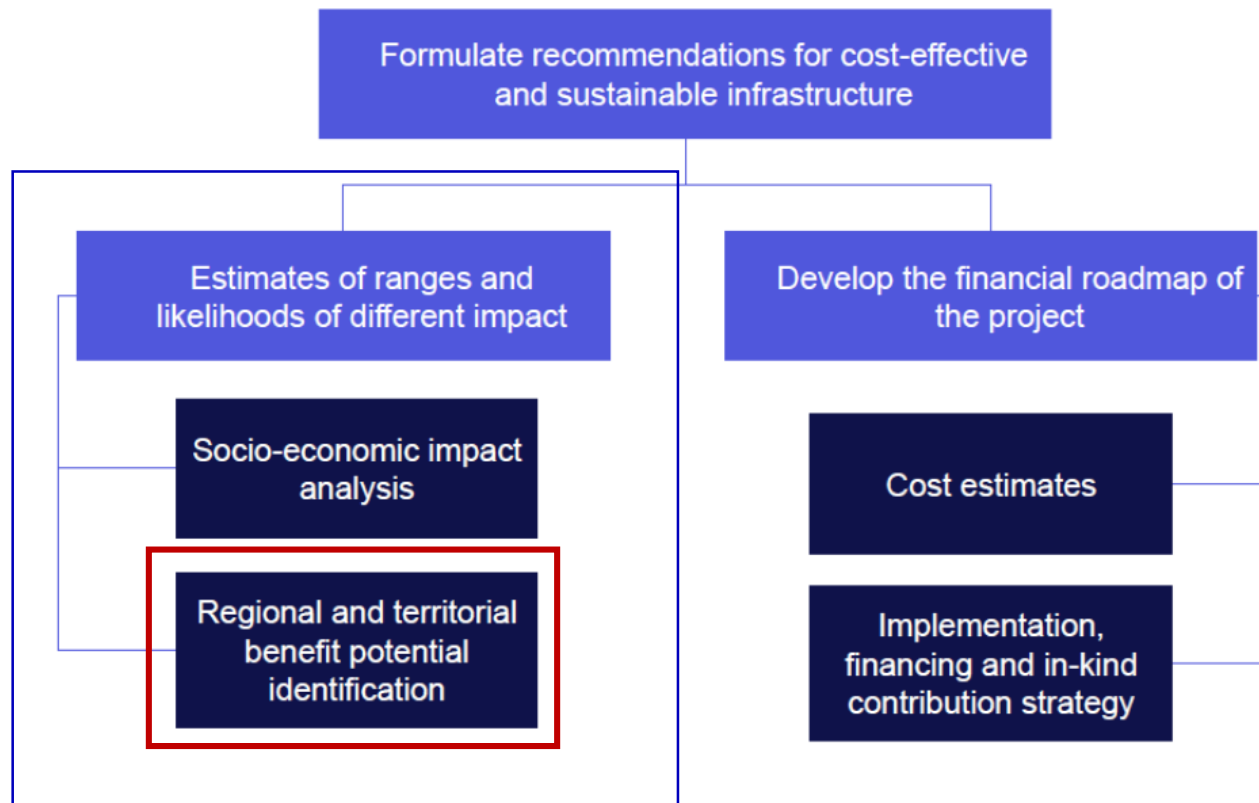 Formulate recommendations for cost-effective
and sustainable infrastructure
Estimates of ranges and
likelihoods of different impact
Develop the financial roadmap of
the project
Socio-economic impact
analysis
Cost estimates
Regional and territorial
benefit potential
identification
Implementation,
financing and in-kind
contribution strategy